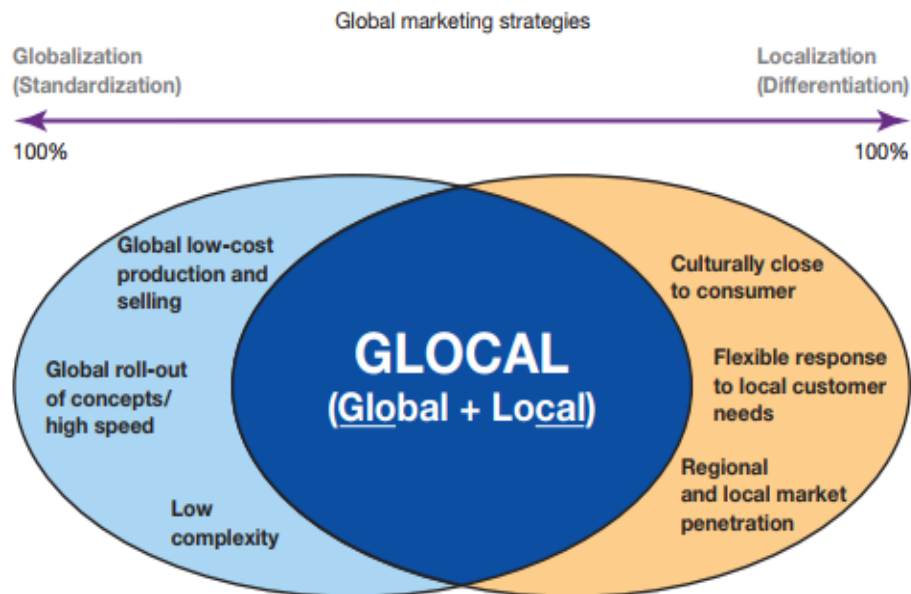 Global marketing strategies
Globalization
(Standardization)
Localization
(Differentiation)
100%
100%
Global low-cost
production and
selling
Global roll-out
of concepts/
high speed
Low
complexity
GLOCAL
(Global + Local)
Culturally close
to consumer
Flexible response
to local customer
needs
Regional
and local market
penetration